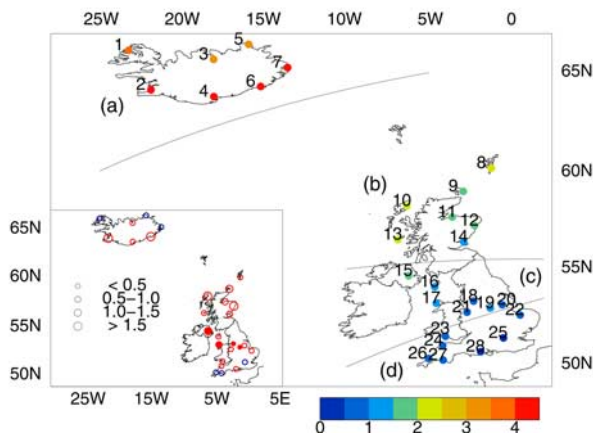 25W 20W 15W 10W 5W 0
1 3 5
7
2 4 6
(a)
65N
8
60N
(b) 9
10 11 12
13 14
55N
15 16 (c)
17 18 20
21 19 22
23 25
24 28
26 27
(d)
50N
65N
< 0.5
60N
0.5–1.0
1.0–1.5
55N
> 1.5
50N
25W 15W 5W 5E
0 1 2 3 4